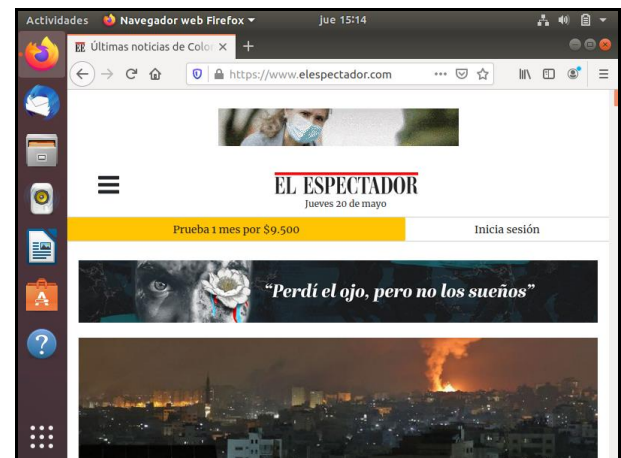 Actividades
Navegador web Firefox
jue 15:14
Últimas noticias de Color
https://www.elespectador.com
EL ESPECTADOR
Jueves 20 de mayo
Prueba 1 mes por $9.500
Inicia sesión
“Perdí el ojo, pero no los sueños”